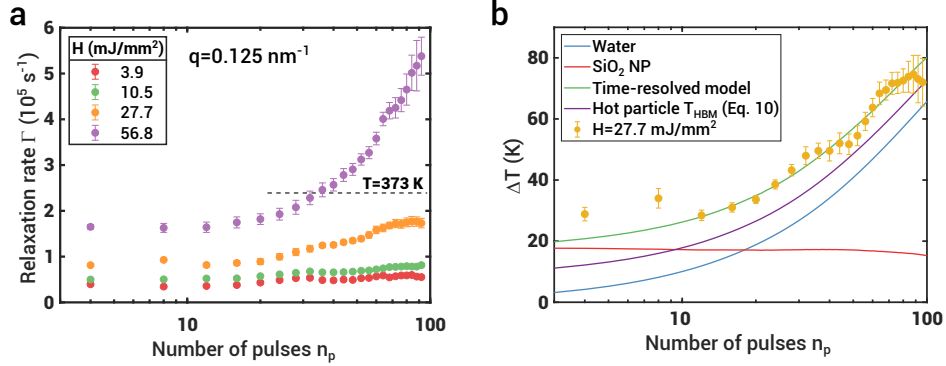 a
Relaxation rate Γ (10⁵ s⁻¹)
6
5
4
3
2
1
0
H (mJ/mm²)
3.9
10.5
27.7
56.8
q=0.125 nm⁻¹
T=373 K
10
100
Number of pulses nₚ
b
ΔT (K)
80
60
40
20
0
Water
SiO₂ NP
Time-resolved model
Hot particle T_HBM (Eq. 10)
H=27.7 mJ/mm²
10
100
Number of pulses nₚ